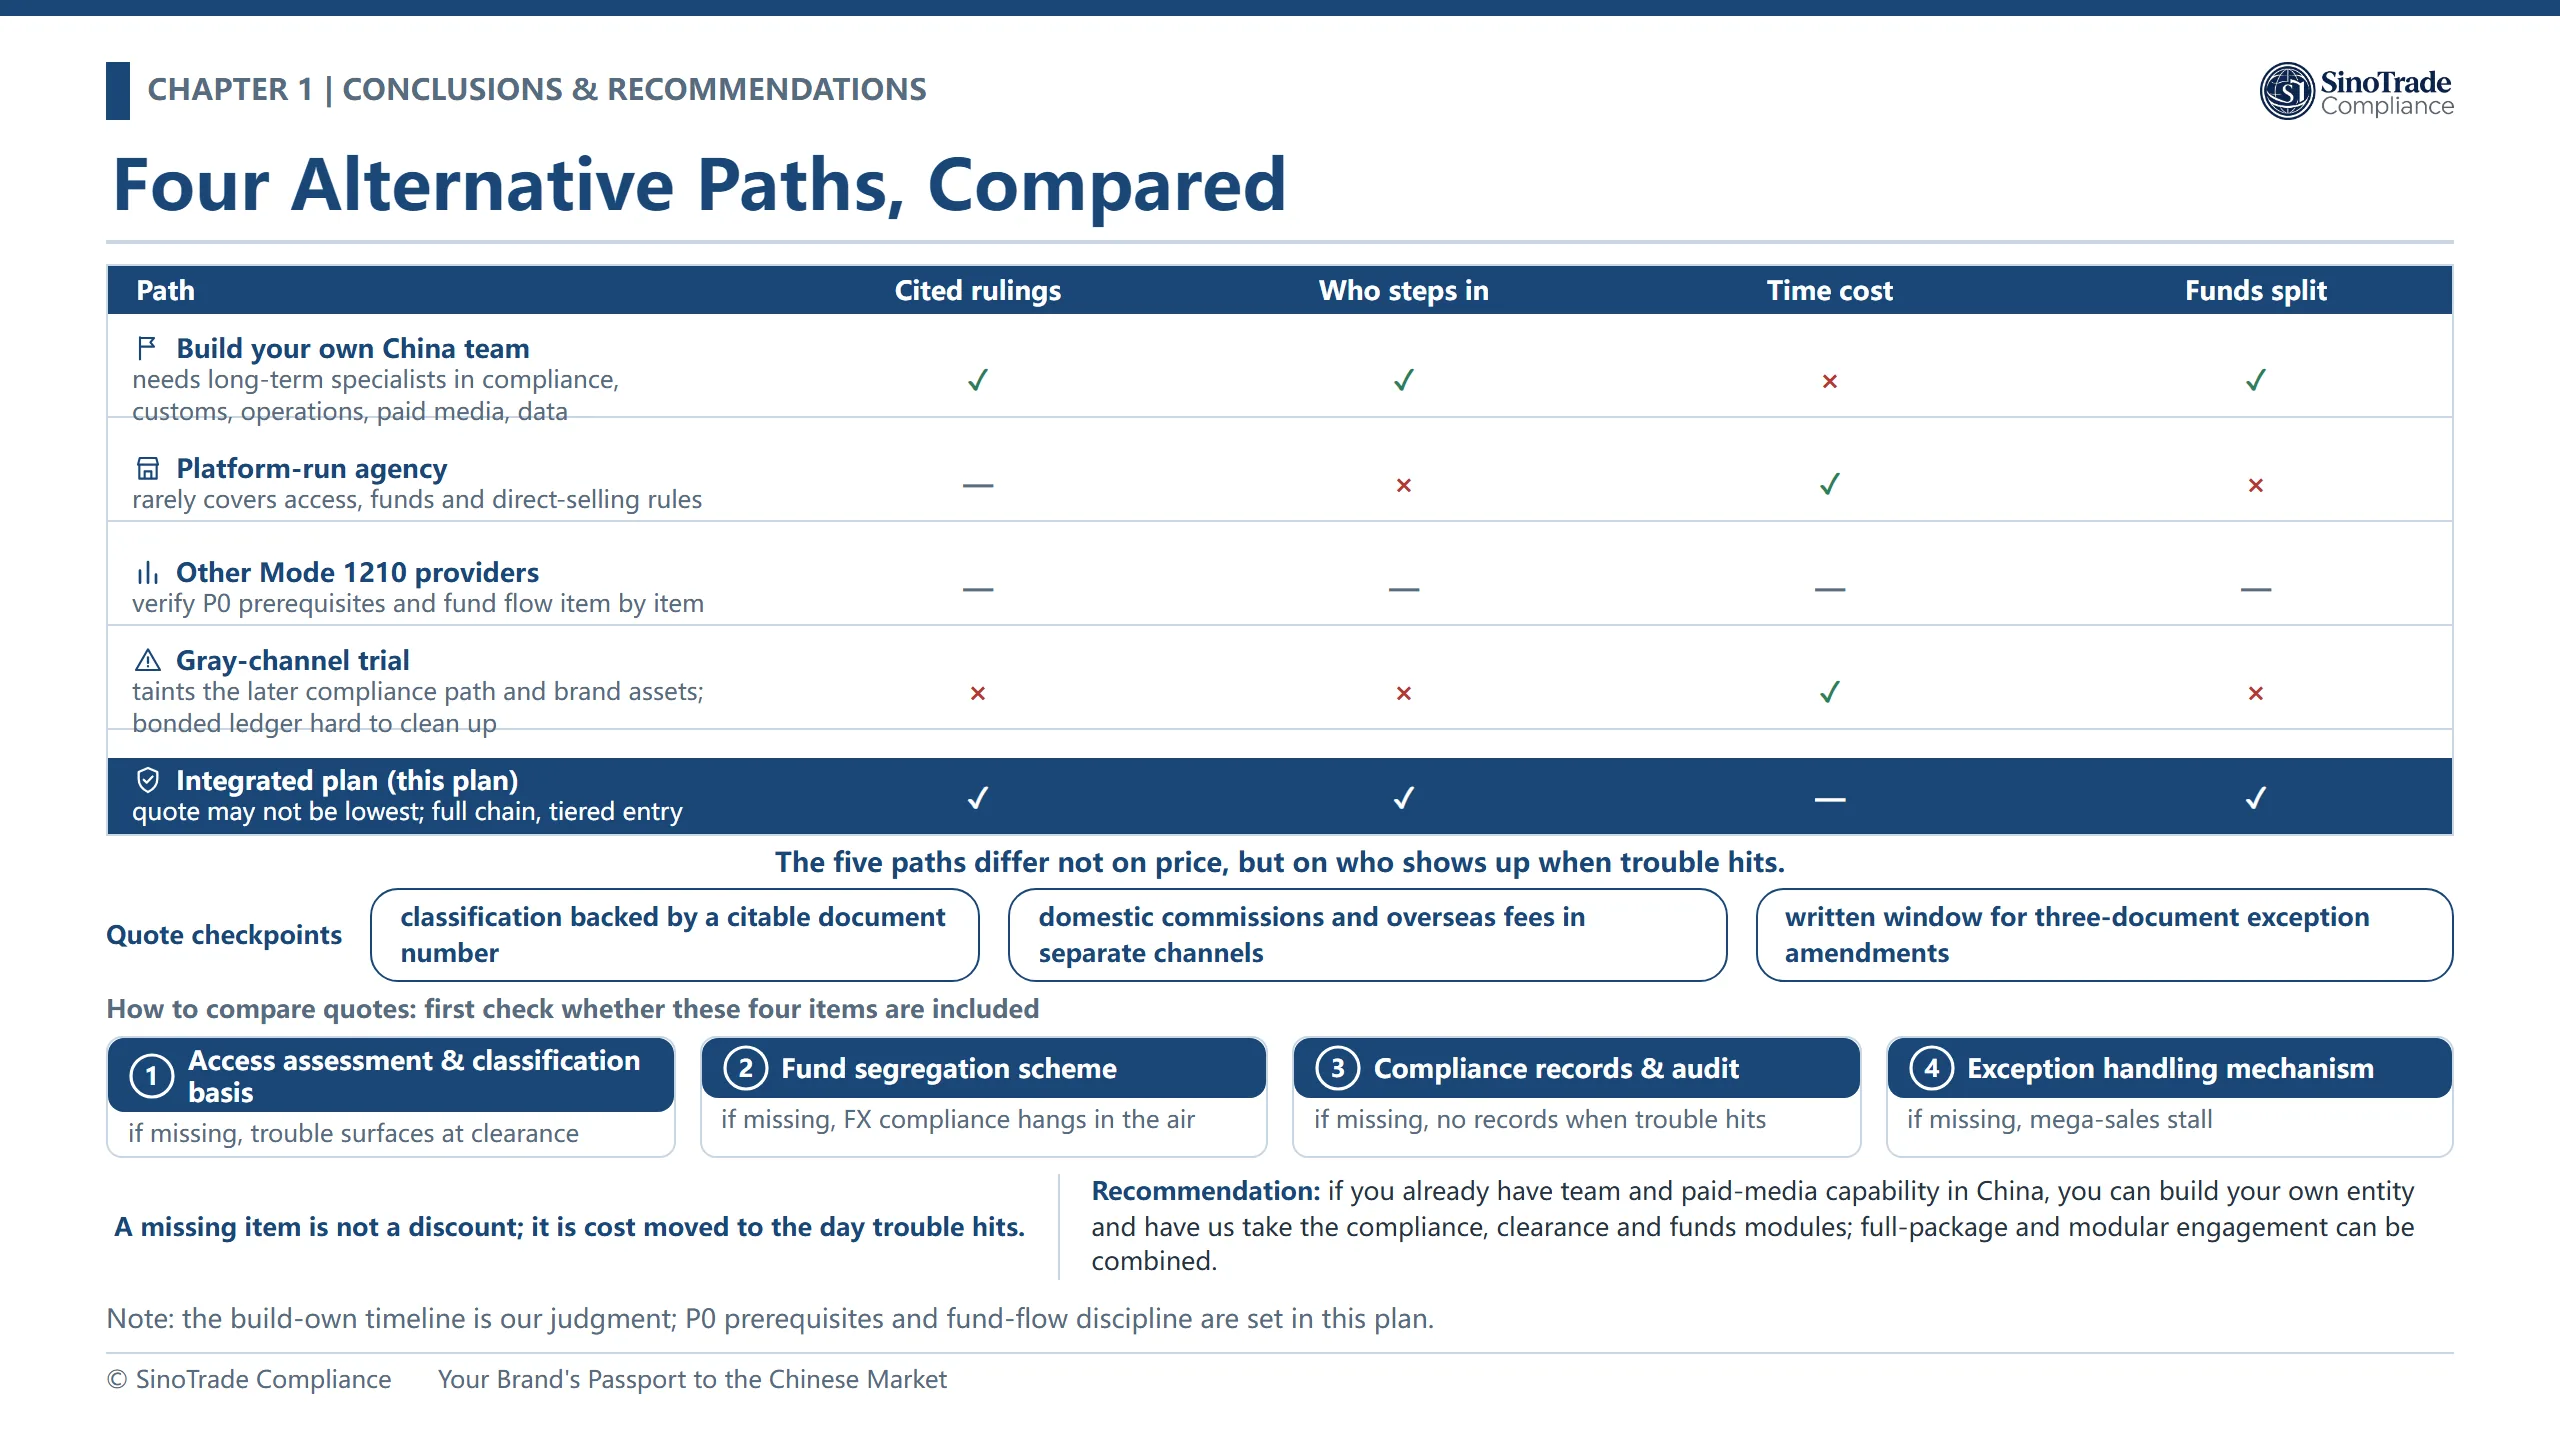 CHAPTER 1 | CONCLUSIONS & RECOMMENDATIONS
SinoTrade
Compliance
Four Alternative Paths, Compared
Path Cited rulings Who steps in Time cost Funds split
Build your own China team
needs long-term specialists in compliance,
customs, operations, paid media, data
✓ ✓ × ✓
Platform-run agency
rarely covers access, funds and direct-selling rules
— × ✓ ×
Other Mode 1210 providers
verify P0 prerequisites and fund flow item by item
— — — —
Gray-channel trial
taints the later compliance path and brand assets;
bonded ledger hard to clean up
× × ✓ ×
Integrated plan (this plan)
quote may not be lowest; full chain, tiered entry
✓ ✓ — ✓
The five paths differ not on price, but on who shows up when trouble hits.
Quote checkpoints
classification backed by a citable document
number
domestic commissions and overseas fees in
separate channels
written window for three-document exception
amendments
How to compare quotes: first check whether these four items are included
1 Access assessment & classification
basis
if missing, trouble surfaces at clearance
2 Fund segregation scheme
if missing, FX compliance hangs in the air
3 Compliance records & audit
if missing, no records when trouble hits
4 Exception handling mechanism
if missing, mega-sales stall
A missing item is not a discount; it is cost moved to the day trouble hits.
Recommendation: if you already have team and paid-media capability in China, you can build your own entity
and have us take the compliance, clearance and funds modules; full-package and modular engagement can be
combined.
Note: the build-own timeline is our judgment; P0 prerequisites and fund-flow discipline are set in this plan.
© SinoTrade Compliance Your Brand's Passport to the Chinese Market